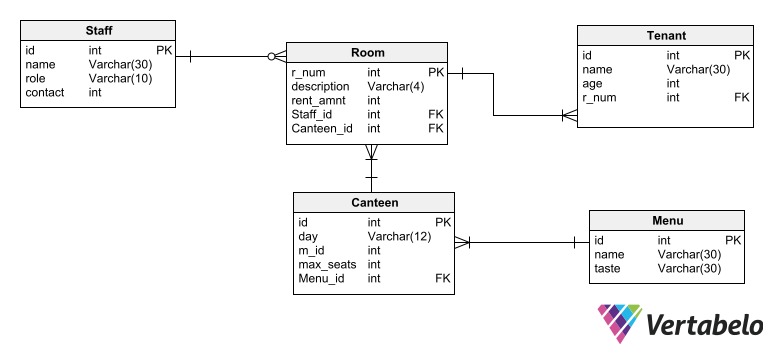 Staff
id int PK
name Varchar(30)
role Varchar(10)
contact int
Room
r_num int PK
description Varchar(4)
rent_amnt int
Staff_id int FK
Canteen_id int FK
Tenant
id int PK
name Varchar(30)
age int
r_num int FK
Canteen
id int PK
day Varchar(12)
m_id int
max_seats int
Menu_id int FK
Menu
id int PK
name Varchar(30)
taste Varchar(30)
Vertabelo